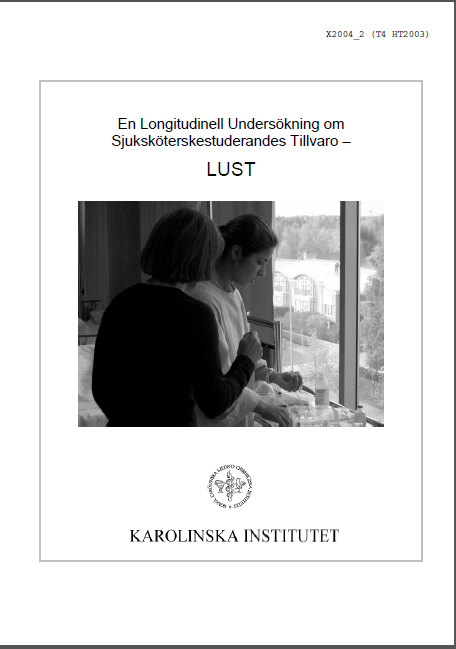 X2004_2 (T4 HT2003)
En Longitudinell Undersökning om
Sjuksköterskestuderandes Tillvaro –
LUST
KAROLINSKA INSTITUTET